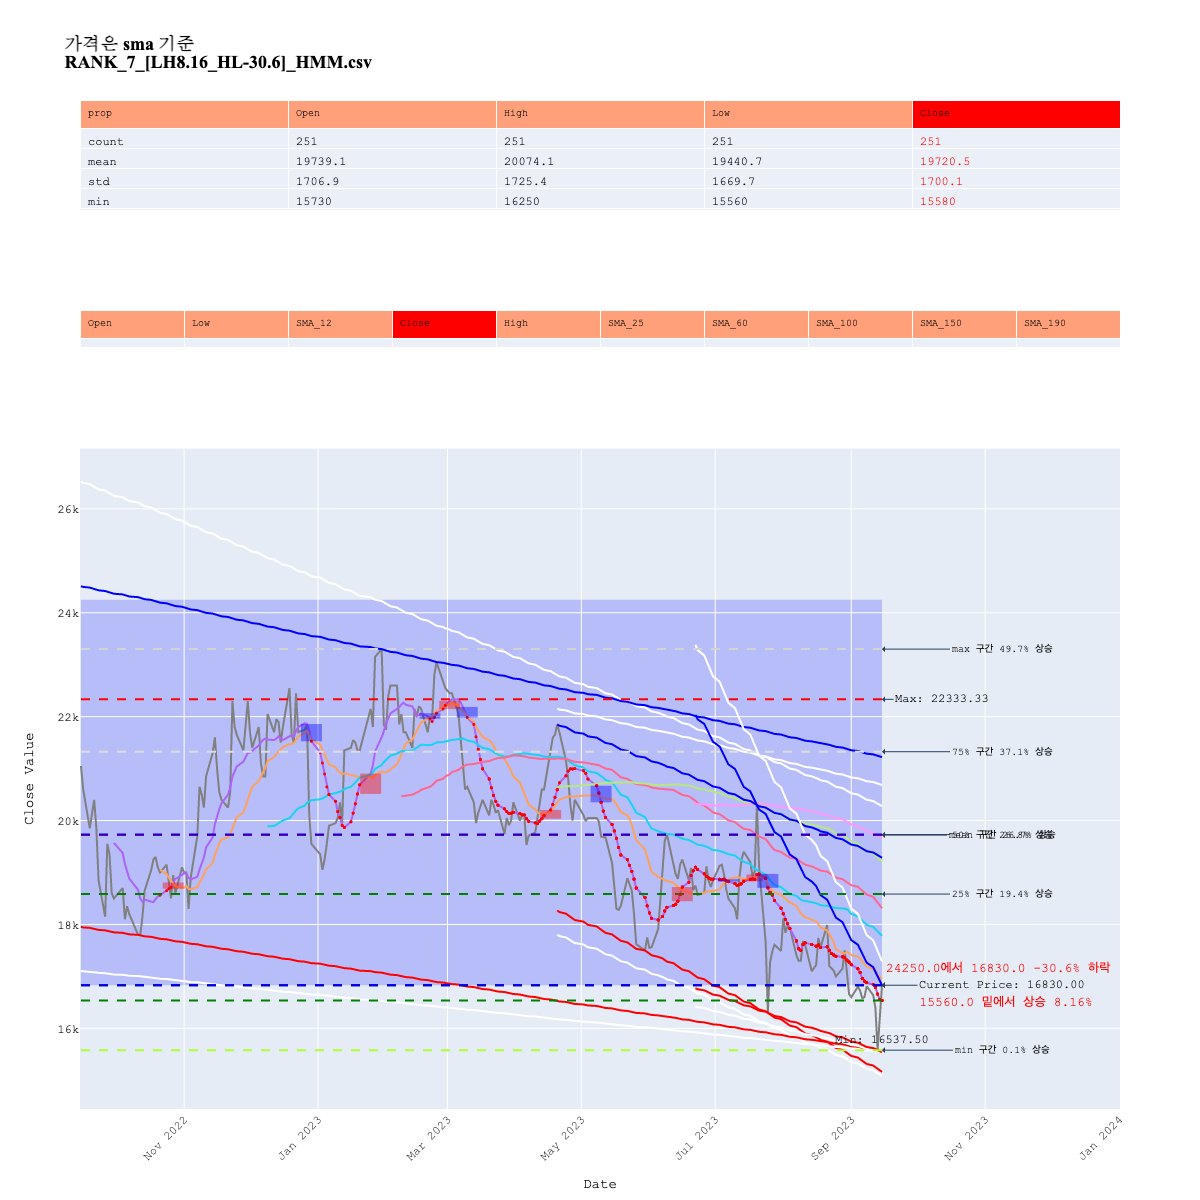 가격은 sma 기준
RANK_7_[LH8.16_HL-30.6]_HMM.csv
prop Open High Low Close
count 251 251 251 251
mean 19739.1 20074.1 19440.7 19720.5
std 1706.9 1725.4 1669.7 1700.1
min 15730 16250 15560 15580
Open Low SMA_12 Close High SMA_25 SMA_60 SMA_100 SMA_150 SMA_190
26k
24k
max 구간 49.7% 상승
Max: 22333.33
22k
75% 구간 37.1% 상승
20k
25% 구간 19.4% 상승
18k
24250.0에서 16830.0 -30.6% 하락
Current Price: 16830.00
15560.0 밑에서 상승 8.16%
16k
Min: 16537.50
min 구간 0.1% 상승
Close Value
Nov 2022
Jan 2023
Mar 2023
May 2023
Jul 2023
Sep 2023
Nov 2023
Jan 2024
Date